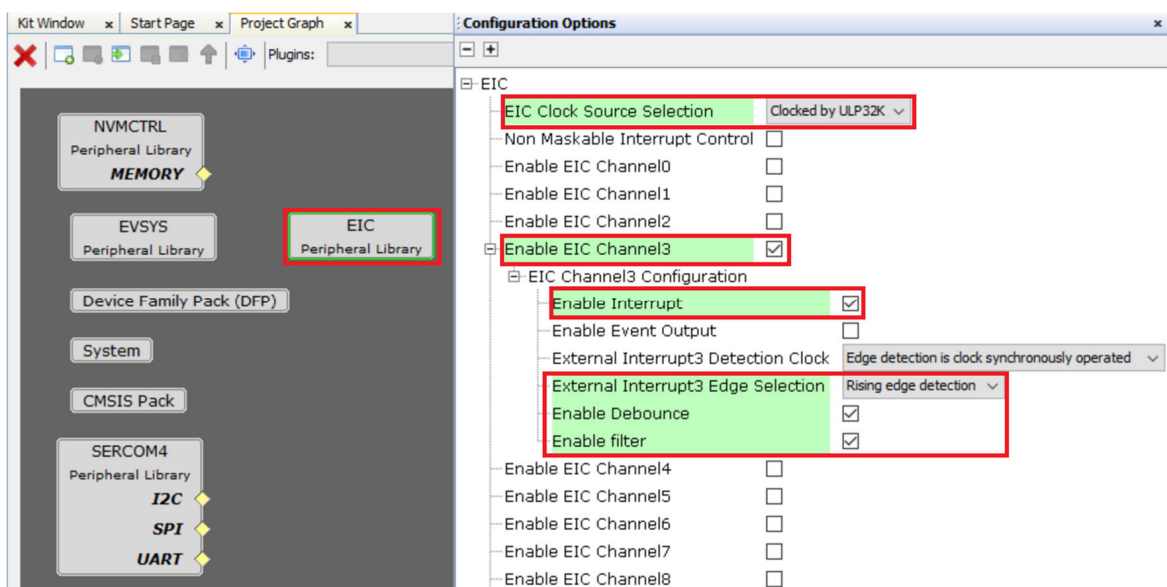 Kit Window x Start Page x Project Graph x
Plugins:
NVMCTRL
Peripheral Library
MEMORY
EVSYS
Peripheral Library
EIC
Peripheral Library
Device Family Pack (DFP)
System
CMSIS Pack
SERCOM4
Peripheral Library
I2C
SPI
UART
Configuration Options x
EIC
EIC Clock Source Selection Clocked by ULP32K
Non Maskable Interrupt Control
Enable EIC Channel0
Enable EIC Channel1
Enable EIC Channel2
Enable EIC Channel3
EIC Channel3 Configuration
Enable Interrupt
Enable Event Output
External Interrupt3 Detection Clock Edge detection is clock synchronously operated
External Interrupt3 Edge Selection Rising edge detection
Enable Debounce
Enable filter
Enable EIC Channel4
Enable EIC Channel5
Enable EIC Channel6
Enable EIC Channel7
Enable EIC Channel8